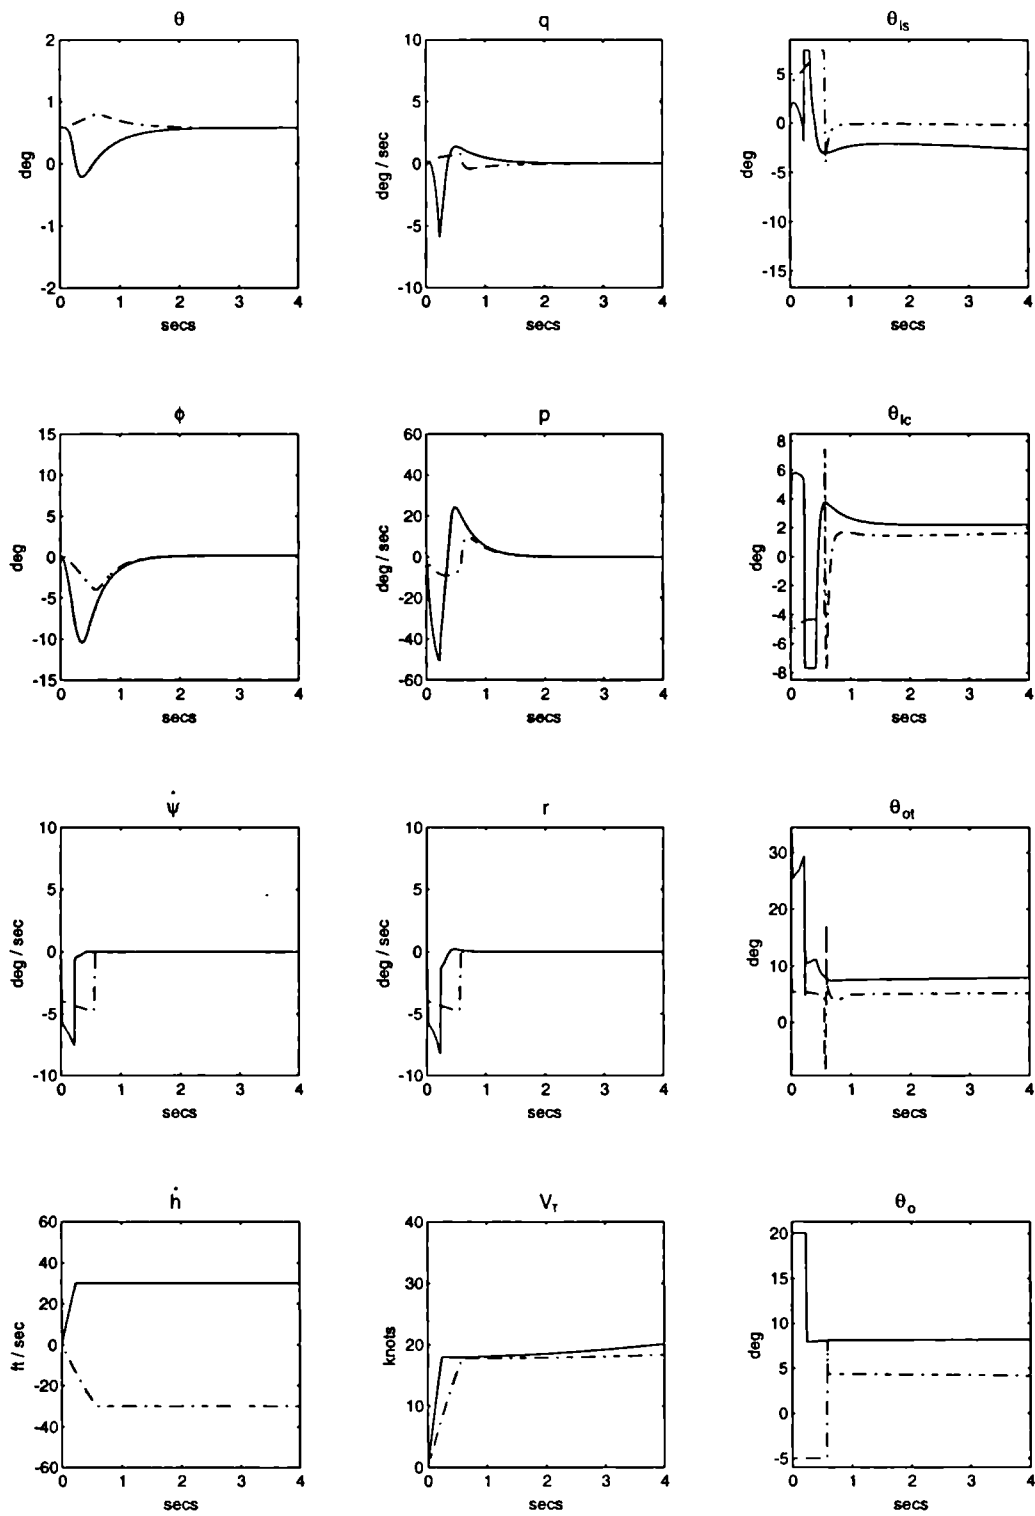 θ
2
1
0
-1
-2
deg
0 1 2 3 4
secs
q
10
5
0
-5
-10
deg / sec
0 1 2 3 4
secs
θ_ls
5
0
-5
-10
-15
deg
0 1 2 3 4
secs
ϕ
15
10
5
0
-5
-10
-15
deg
0 1 2 3 4
secs
p
60
40
20
0
-20
-40
-60
deg / sec
0 1 2 3 4
secs
θ_lc
8
6
4
2
0
-2
-4
-6
-8
deg
0 1 2 3 4
secs
ψ̇
10
5
0
-5
-10
deg / sec
0 1 2 3 4
secs
r
10
5
0
-5
-10
deg / sec
0 1 2 3 4
secs
θ_ot
30
20
10
0
deg
0 1 2 3 4
secs
ḣ
60
40
20
0
-20
-40
-60
ft / sec
0 1 2 3 4
secs
V_T
40
30
20
10
0
knots
0 1 2 3 4
secs
θ_o
20
15
10
5
0
-5
deg
0 1 2 3 4
secs